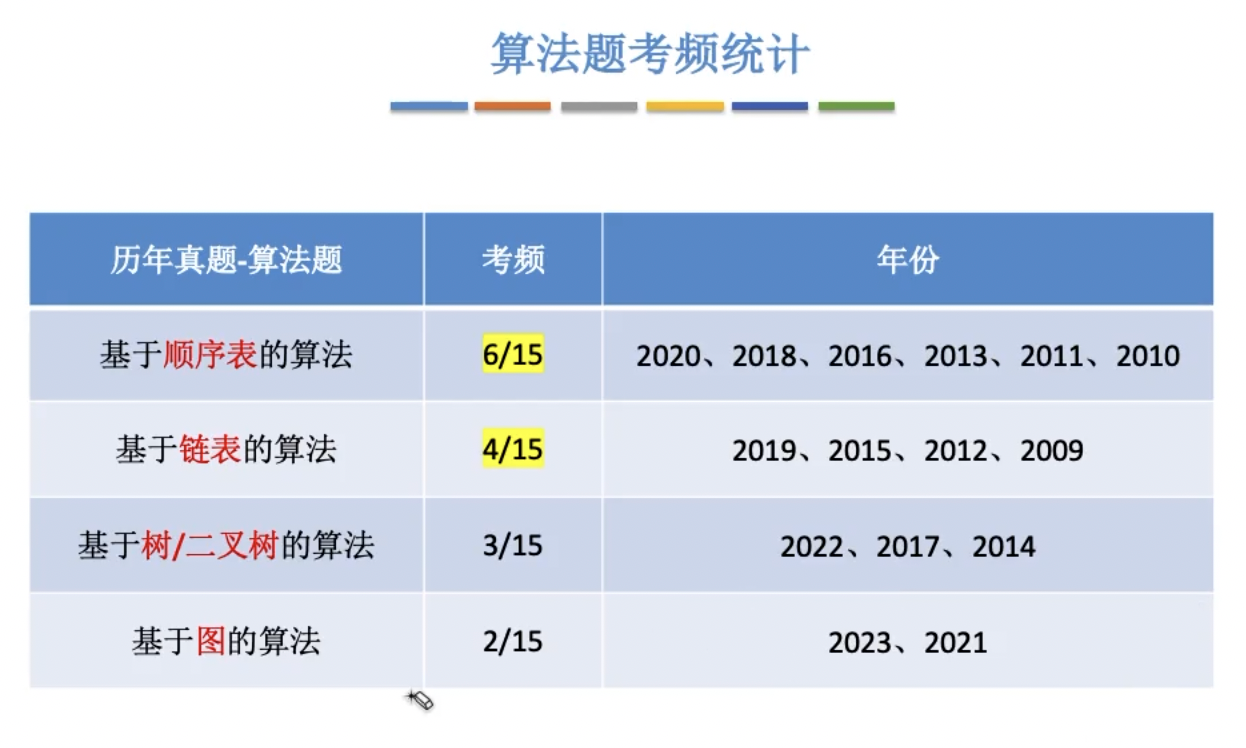 算法题考频统计
历年真题-算法题 考频 年份
基于顺序表的算法 6/15 2020、2018、2016、2013、2011、2010
基于链表的算法 4/15 2019、2015、2012、2009
基于树/二叉树的算法 3/15 2022、2017、2014
基于图的算法 2/15 2023、2021